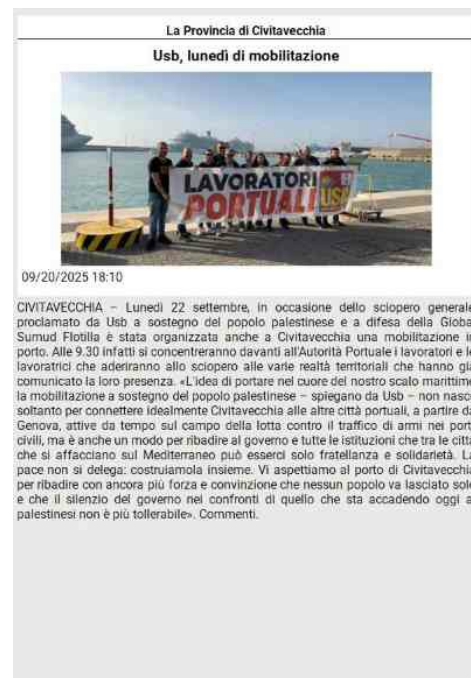 La Provincia di Civitavecchia
Usb, lunedì di mobilitazione
LAVORATORI
PORTUALI USB
09/20/2025 18:10
CIVITAVECCHIA – Lunedì 22 settembre, in occasione dello sciopero generale
proclamato da Usb a sostegno del popolo palestinese e a difesa della Global
Sumud Flotilla è stata organizzata anche a Civitavecchia una mobilitazione in
porto. Alle 9.30 infatti si concentreranno davanti all'Autorità Portuale i lavoratori e le
lavoratrici che aderiranno allo sciopero alle varie realtà territoriali che hanno già
comunicato la loro presenza. «L'idea di portare nel cuore del nostro scalo marittimo
la mobilitazione a sostegno del popolo palestinese – spiegano da Usb – non nasce
soltanto per connettere idealmente Civitavecchia alle altre città portuali, a partire da
Genova, attive da tempo sul campo della lotta contro il traffico di armi nei porti
civili, ma è anche un modo per ribadire al governo e tutte le istituzioni che tra le città
che si affacciano sul Mediterraneo può esserci solo fratellanza e solidarietà. La
pace non si delega: costruiamola insieme. Vi aspettiamo al porto di Civitavecchia
per ribadire con ancora più forza e convinzione che nessun popolo va lasciato solo
e che il silenzio del governo nei confronti di quello che sta accadendo oggi ai
palestinesi non è più tollerabile». Commenti.